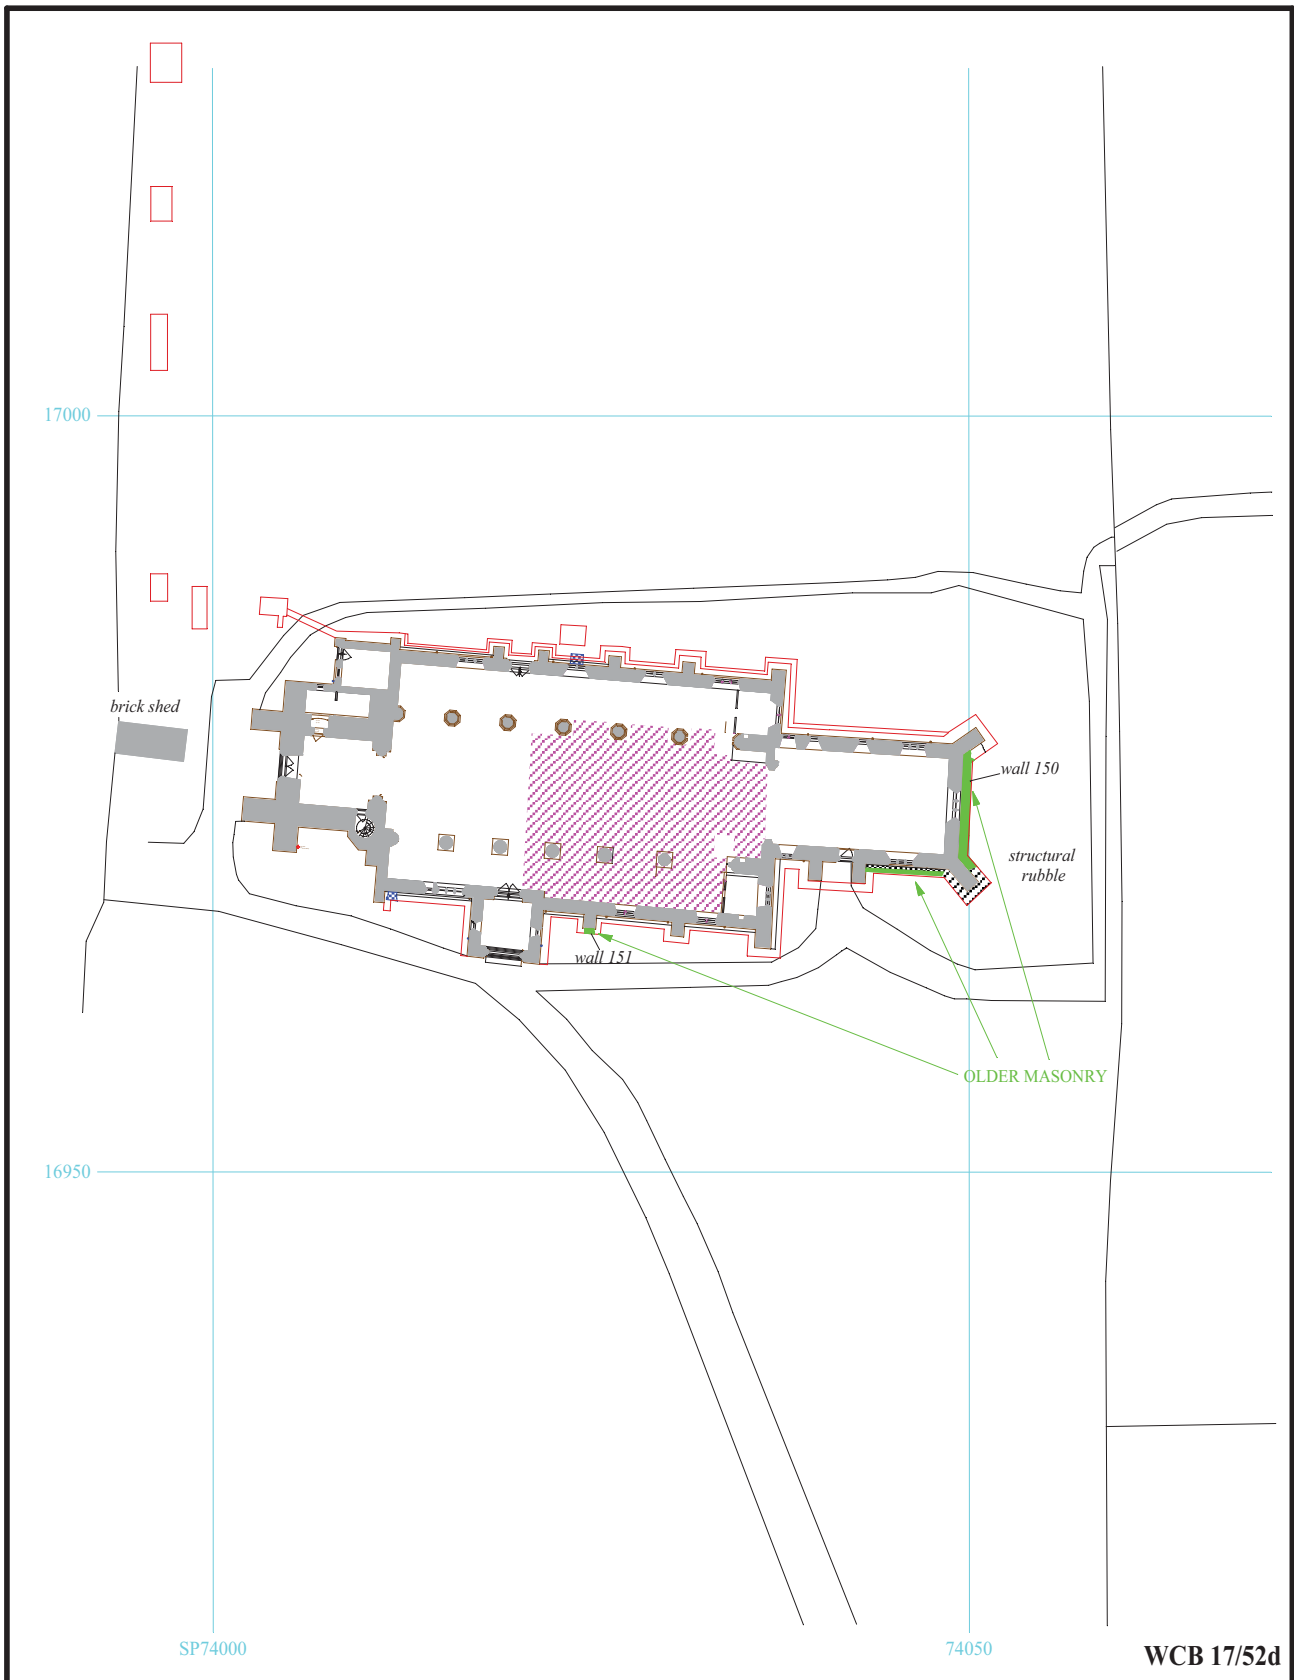 17000
brick shed
wall 150
structural
rubble
wall 151
OLDER MASONRY
16950
SP74000
74050
WCB 17/52d